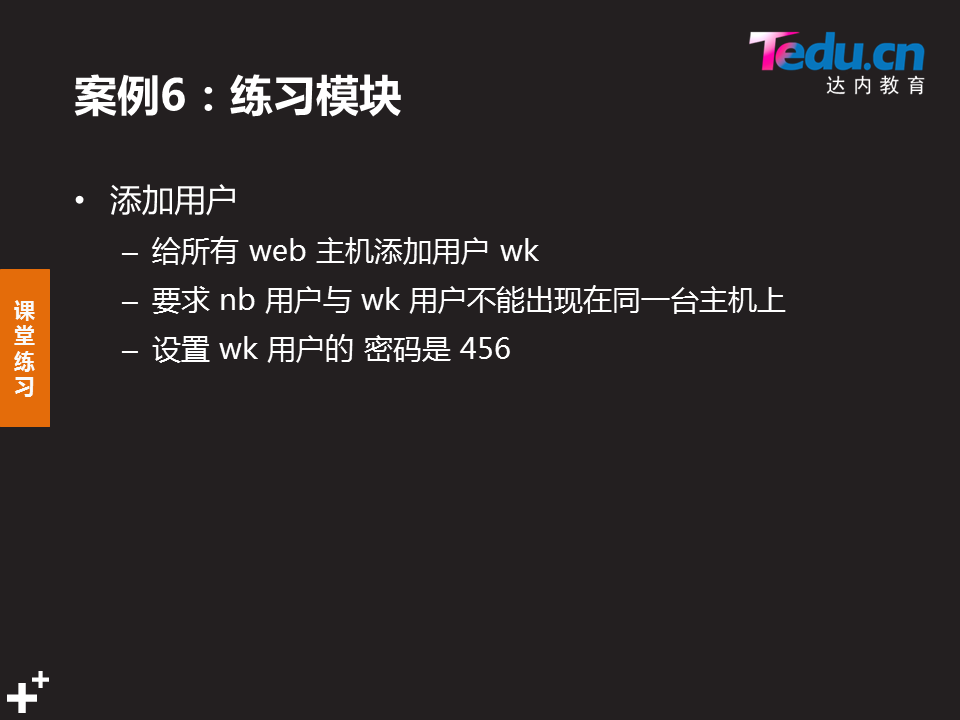 Tedu.cn
达内教育
案例6：练习模块
• 添加用户
– 给所有 web 主机添加用户 wk
– 要求 nb 用户与 wk 用户不能出现在同一台主机上
– 设置 wk 用户的 密码是 456
课
堂
练
习